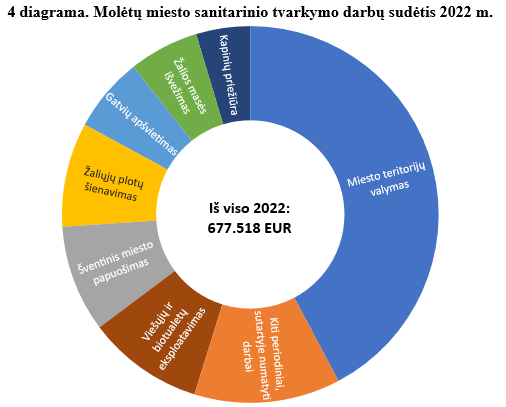 4 diagrama. Molėtų miesto sanitarinio tvarkymo darbų sudėtis 2022 m.
Miesto teritorijų
valymas
Kiti periodiniai,
sutartyje numatyti
darbai
Viešųjų ir
biotualetų
eksploatavimas
Šventinis miesto
papuošimas
Žaliųjų plotų
šienavimas
Gatvių apšvietimas
Žalios masės
išvežimas
Kapinių priežiūra
Iš viso 2022:
677.518 EUR